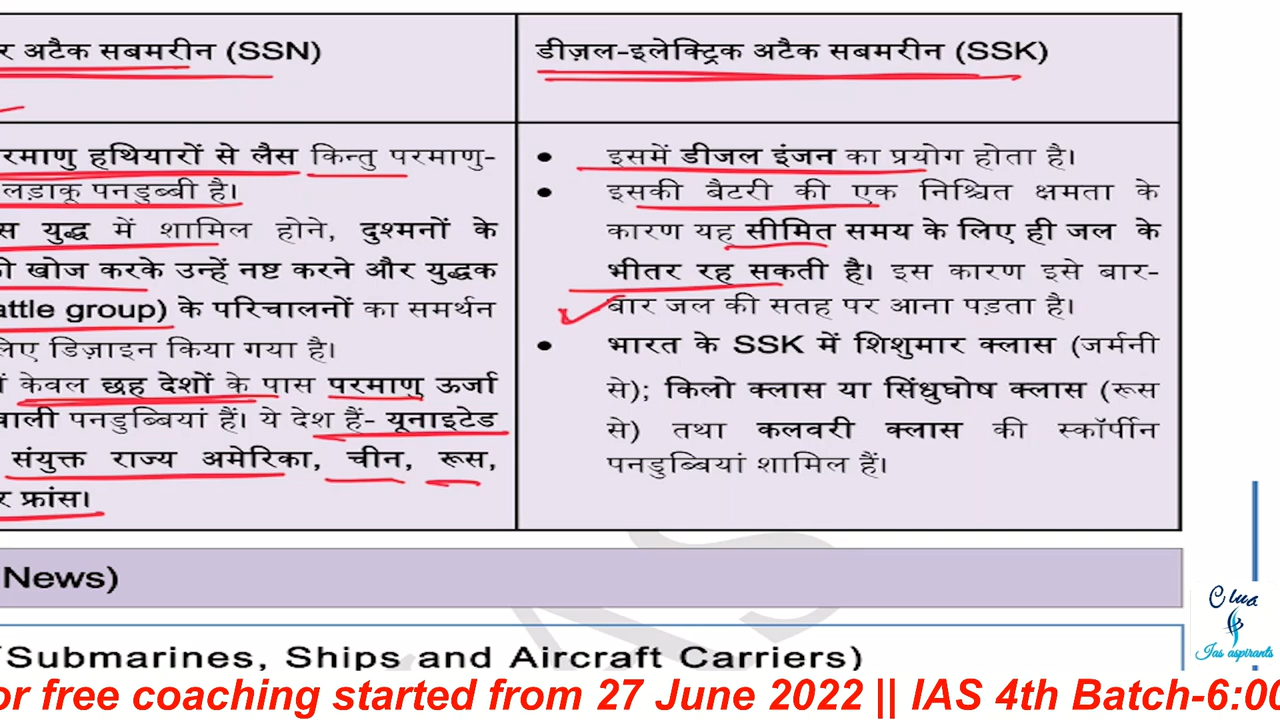 र अटैक सबमरीन (SSN)
रमाणु हथियारों से लैस किन्तु परमाणु-
लड़ाकू पनडुब्बी है।
स युद्ध में शामिल होने, दुश्मनों के
ी खोज करके उन्हें नष्ट करने और युद्धक
attle group) के परिचालनों का समर्थन
लिए डिज़ाइन किया गया है।
ं केवल छह देशों के पास परमाणु ऊर्जा
वाली पनडुब्बियां हैं। ये देश हैं- यूनाइटेड
संयुक्त राज्य अमेरिका, चीन, रूस,
र फ्रांस।
डीज़ल-इलेक्ट्रिक अटैक सबमरीन (SSK)
• इसमें डीजल इंजन का प्रयोग होता है।
• इसकी बैटरी की एक निश्चित क्षमता के
कारण यह सीमित समय के लिए ही जल के
भीतर रह सकती है। इस कारण इसे बार-
बार जल की सतह पर आना पड़ता है।
• भारत के SSK में शिशुमार क्लास (जर्मनी
से); किलो क्लास या सिंधुघोष क्लास (रूस
से) तथा कलवरी क्लास की स्कॉर्पीन
पनडुब्बियां शामिल हैं।
News)
(Submarines, Ships and Aircraft Carriers)
Ias aspirants
or free coaching started from 27 June 2022 || IAS 4th Batch-6:00